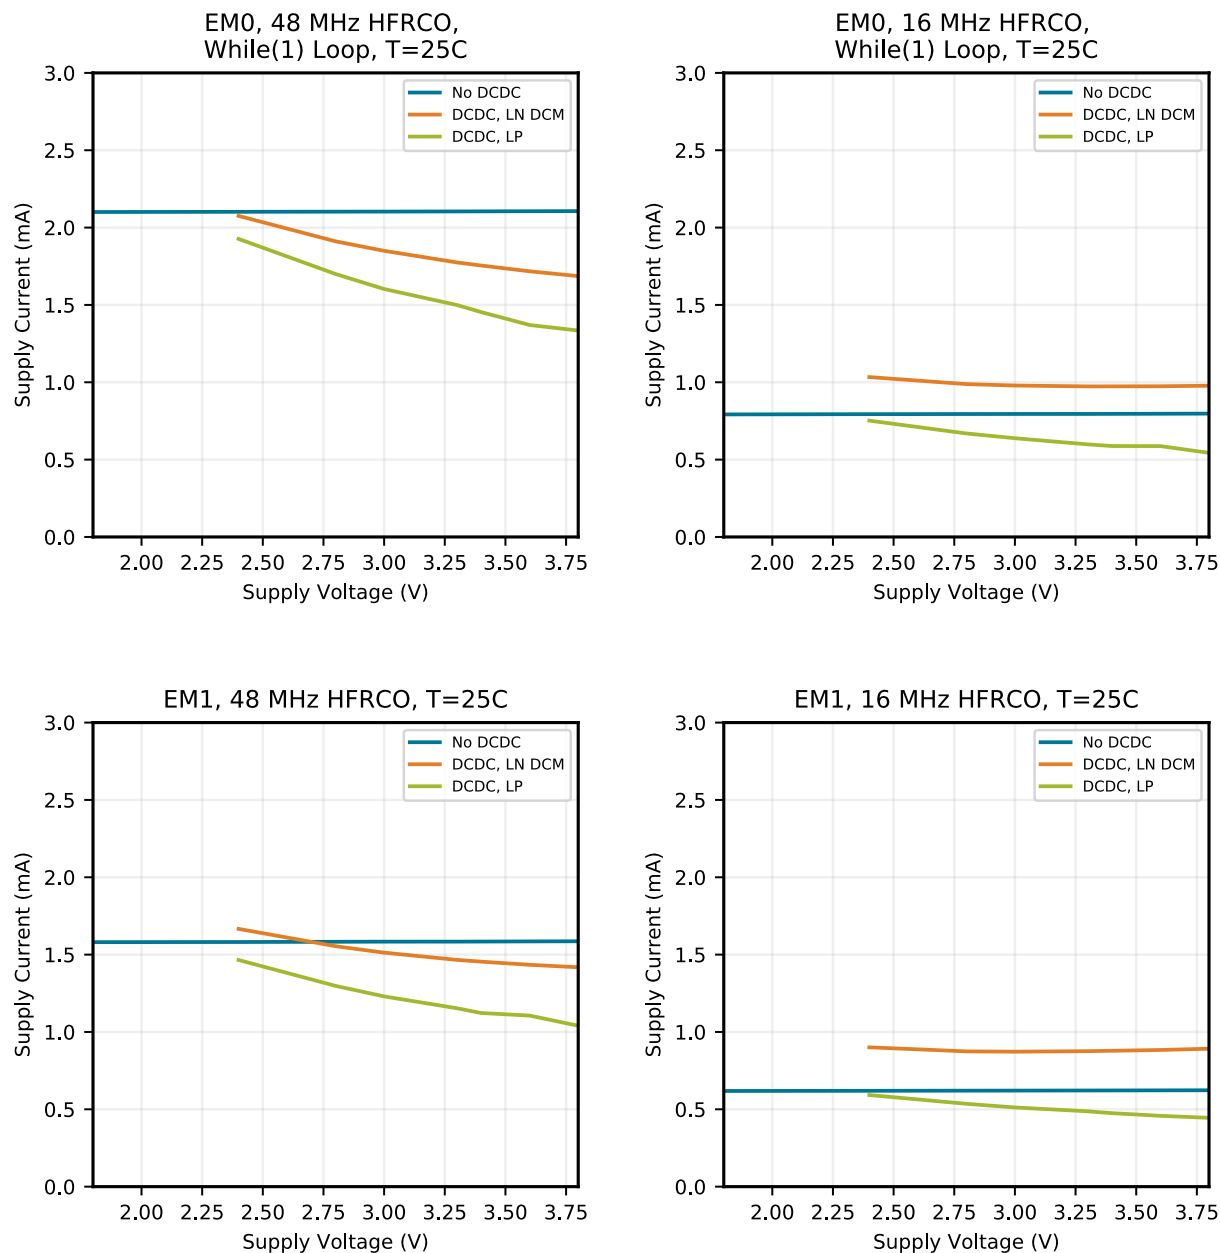 EM0, 48 MHz HFRCO,
While(1) Loop, T=25C
No DCDC
DCDC, LN DCM
DCDC, LP
3.0
2.5
2.0
1.5
1.0
0.5
0.0
Supply Current (mA)
2.00 2.25 2.50 2.75 3.00 3.25 3.50 3.75
Supply Voltage (V)
EM0, 16 MHz HFRCO,
While(1) Loop, T=25C
No DCDC
DCDC, LN DCM
DCDC, LP
3.0
2.5
2.0
1.5
1.0
0.5
0.0
Supply Current (mA)
2.00 2.25 2.50 2.75 3.00 3.25 3.50 3.75
Supply Voltage (V)
EM1, 48 MHz HFRCO, T=25C
No DCDC
DCDC, LN DCM
DCDC, LP
3.0
2.5
2.0
1.5
1.0
0.5
0.0
Supply Current (mA)
2.00 2.25 2.50 2.75 3.00 3.25 3.50 3.75
Supply Voltage (V)
EM1, 16 MHz HFRCO, T=25C
No DCDC
DCDC, LN DCM
DCDC, LP
3.0
2.5
2.0
1.5
1.0
0.5
0.0
Supply Current (mA)
2.00 2.25 2.50 2.75 3.00 3.25 3.50 3.75
Supply Voltage (V)